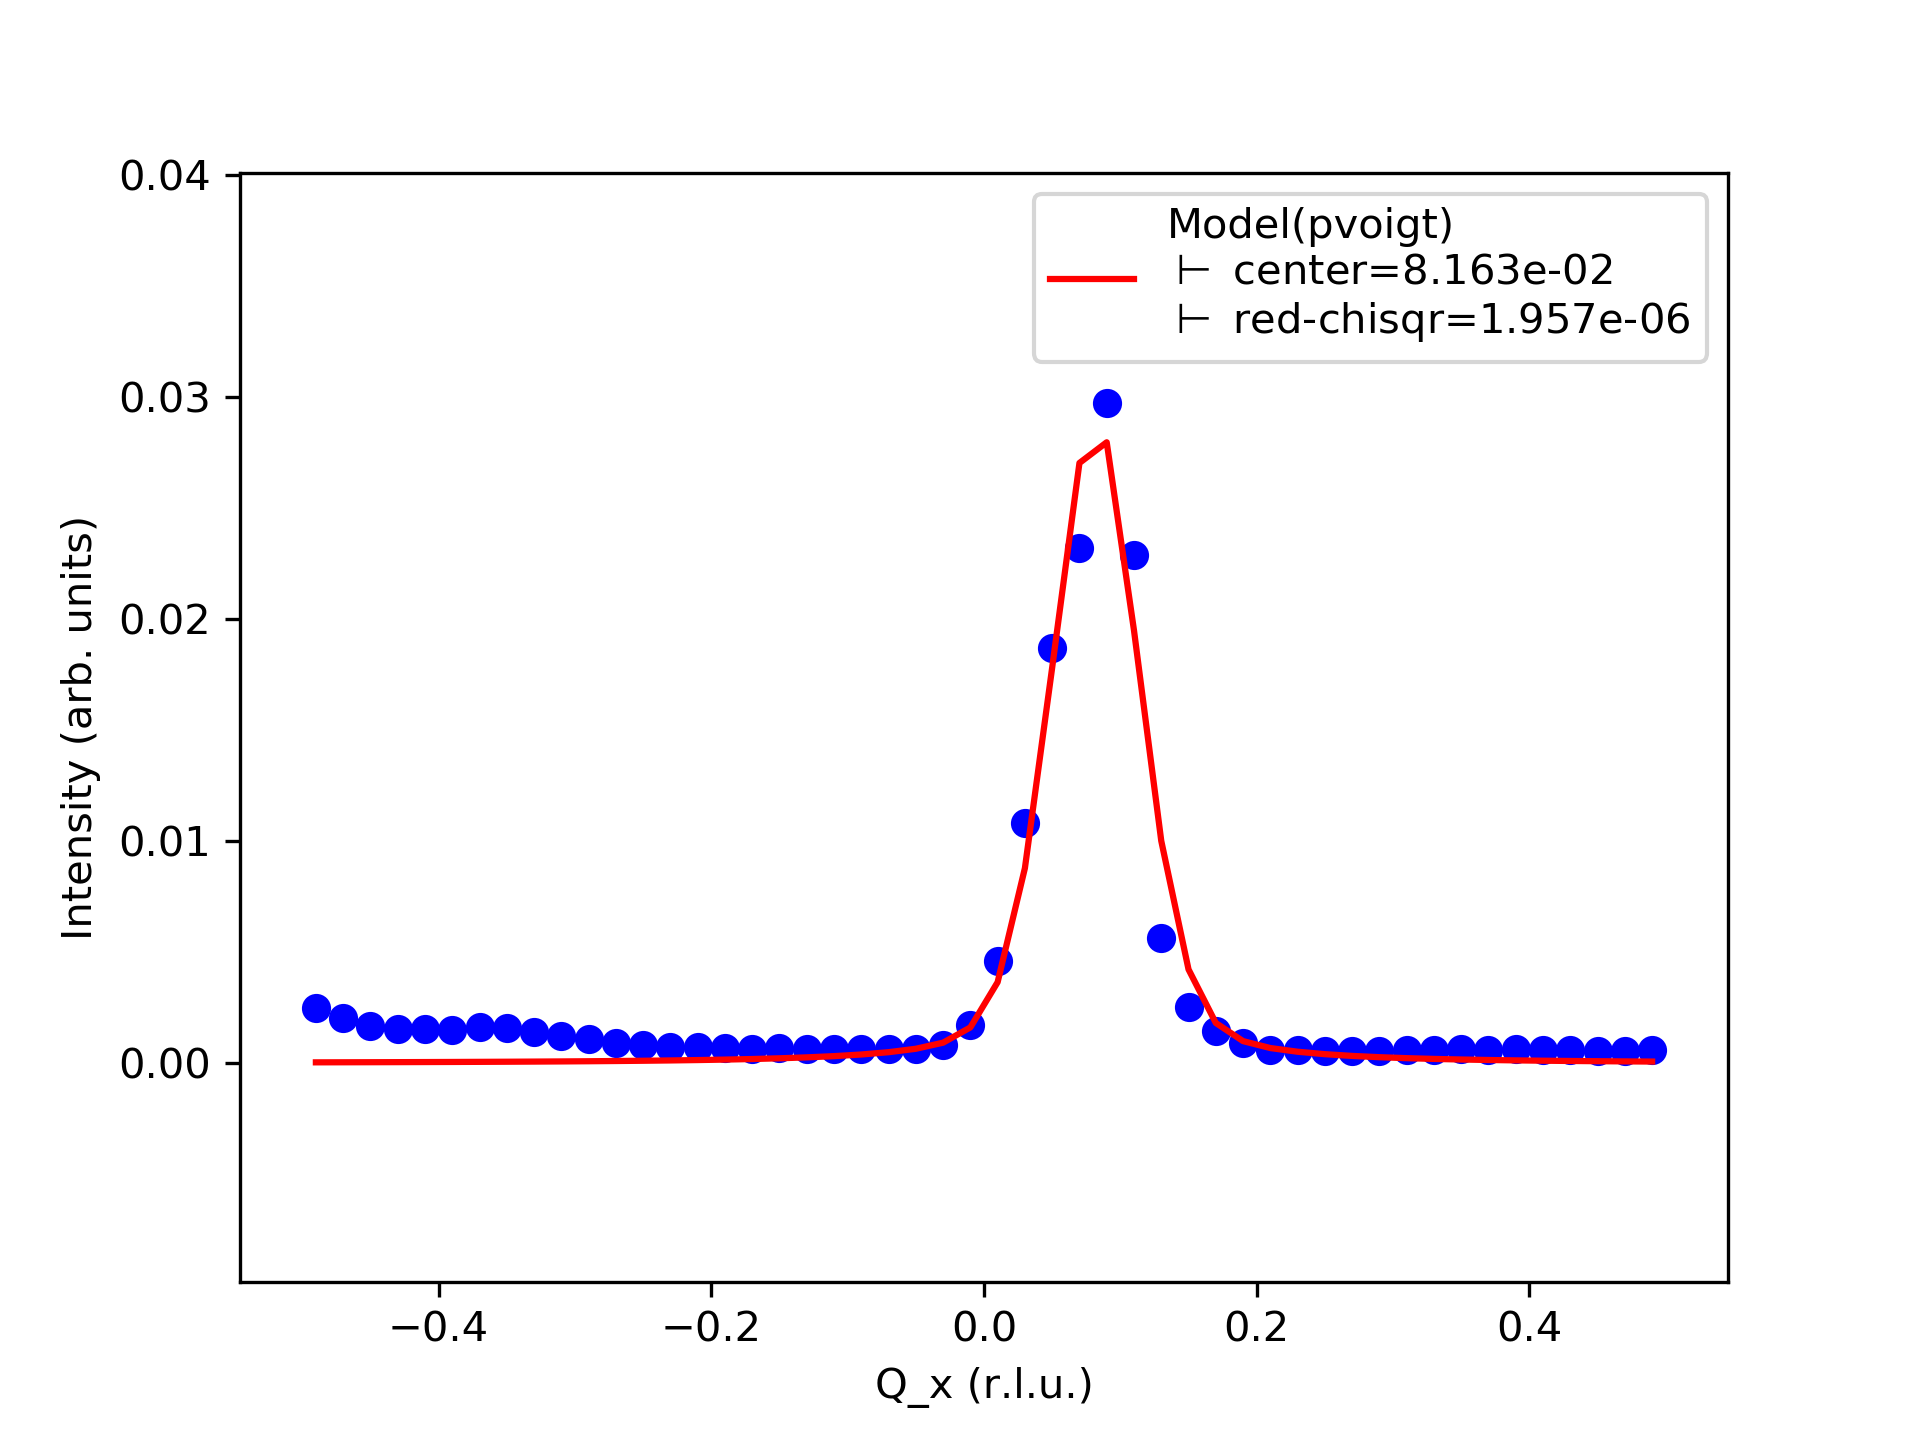 0.04
0.03
0.02
0.01
0.00
Intensity (arb. units)
Model(pvoigt)
⊢ center=8.163e-02
⊢ red-chisqr=1.957e-06
−0.4
−0.2
0.0
0.2
0.4
Q_x (r.l.u.)